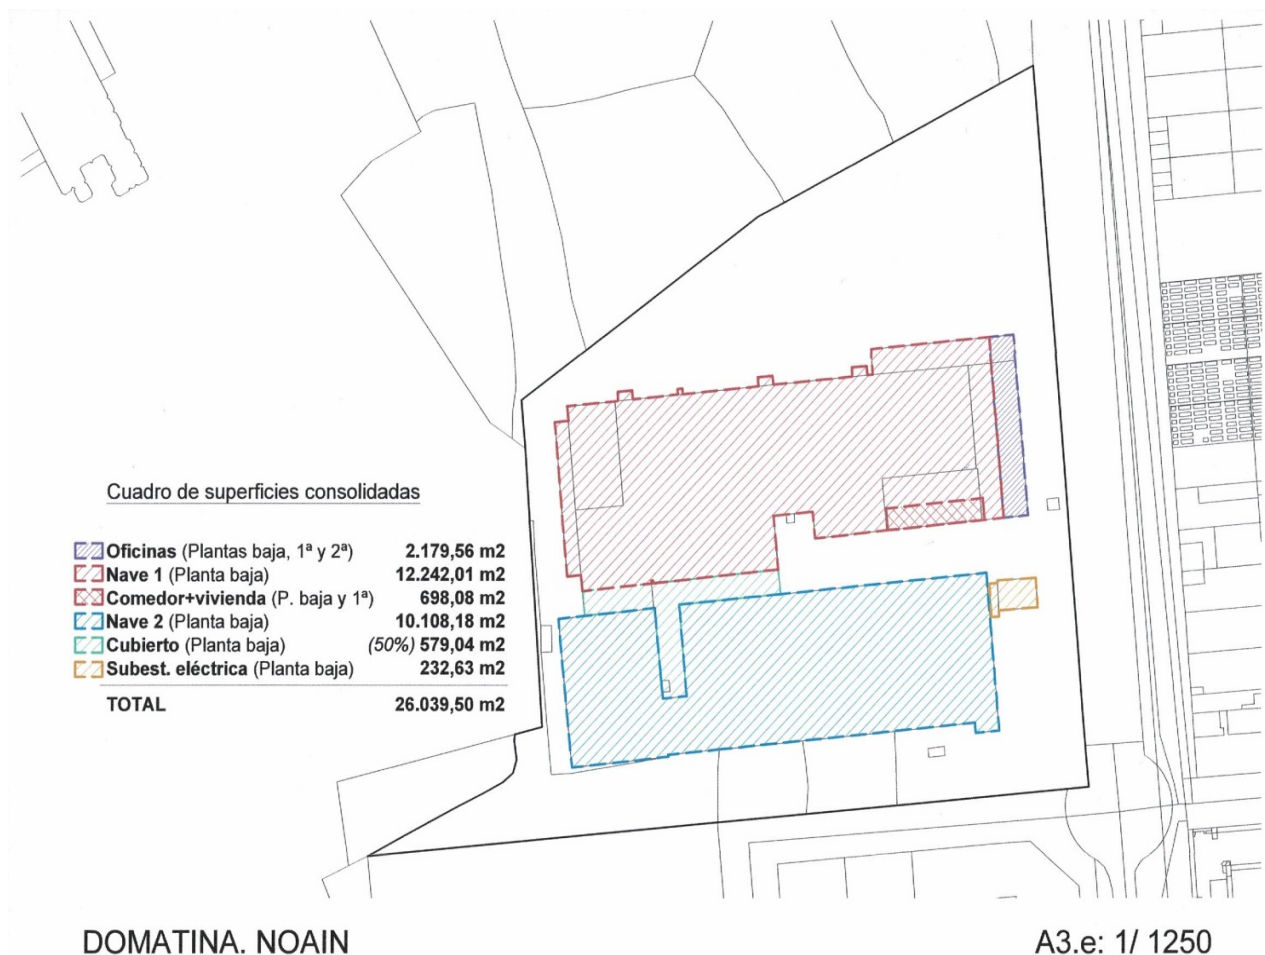 Cuadro de superficies consolidadas
Oficinas (Plantas baja, 1ª y 2ª) 2.179,56 m2
Nave 1 (Planta baja) 12.242,01 m2
Comedor+vivienda (P. baja y 1ª) 698,08 m2
Nave 2 (Planta baja) 10.108,18 m2
Cubierto (Planta baja) (50%) 579,04 m2
Subest. eléctrica (Planta baja) 232,63 m2
TOTAL 26.039,50 m2
DOMATINA. NOAIN A3.e: 1/ 1250